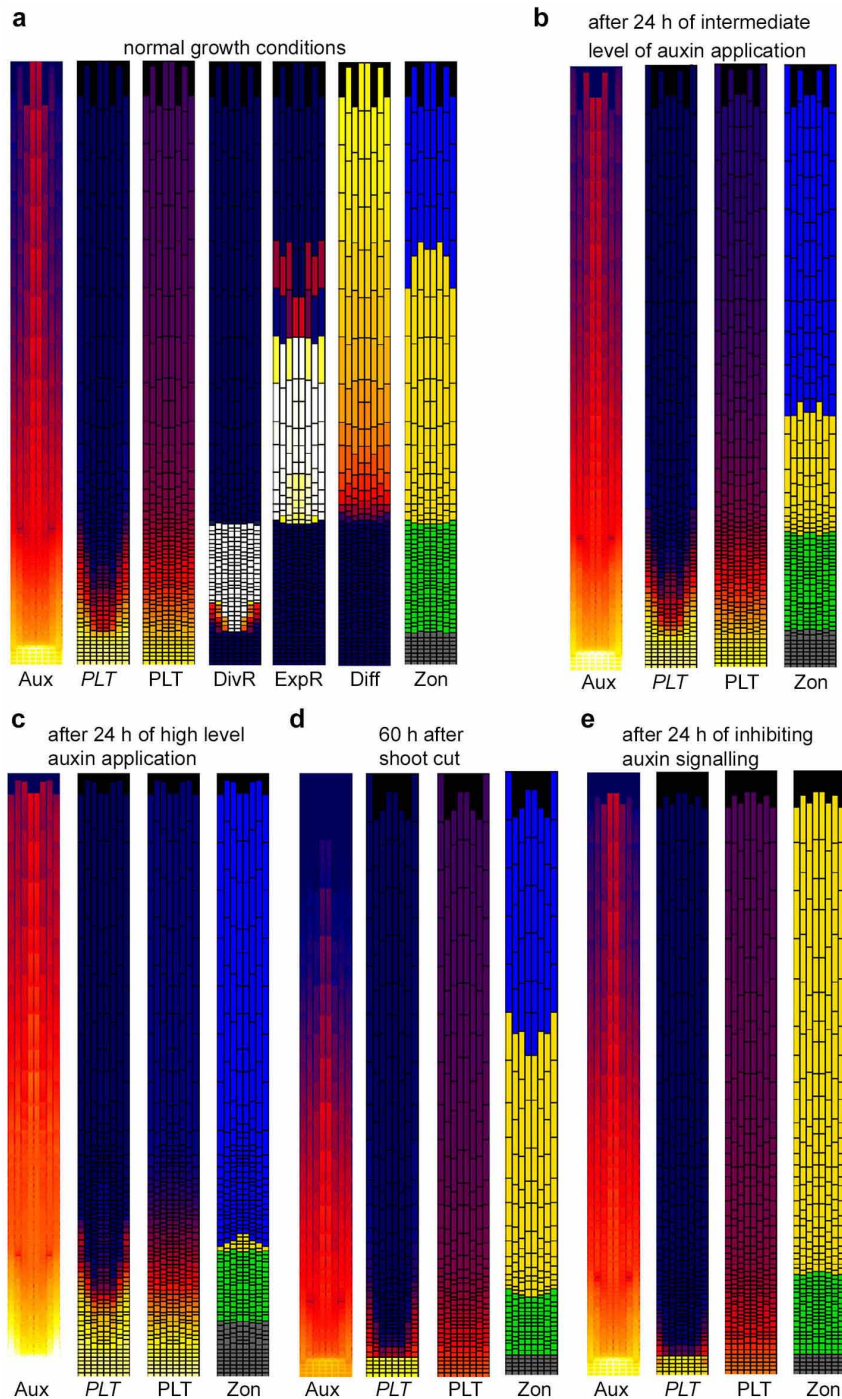 a
normal growth conditions
Aux PLT PLT DivR ExpR Diff Zon
b
after 24 h of intermediate
level of auxin application
Aux PLT PLT Zon
c
after 24 h of high level
auxin application
Aux PLT PLT Zon
d
60 h after
shoot cut
Aux PLT PLT Zon
e
after 24 h of inhibiting
auxin signalling
Aux PLT PLT Zon